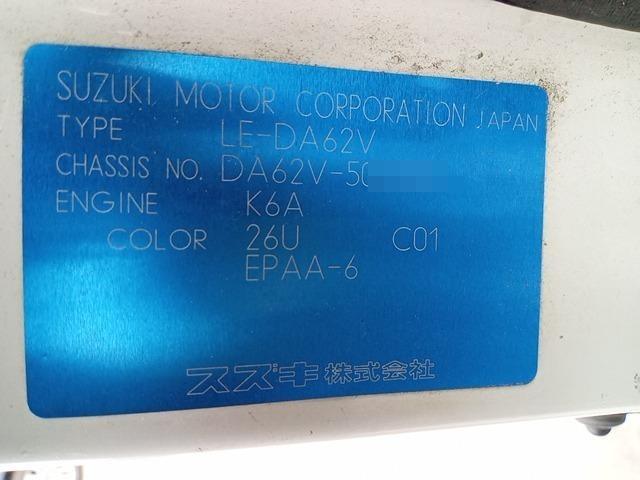 SUZUKI MOTOR CORPORATION JAPAN
TYPE LE-DA62V
CHASSIS NO. DA62V-50
ENGINE K6A
COLOR 26U C01
EPAA-6
スズキ株式会社